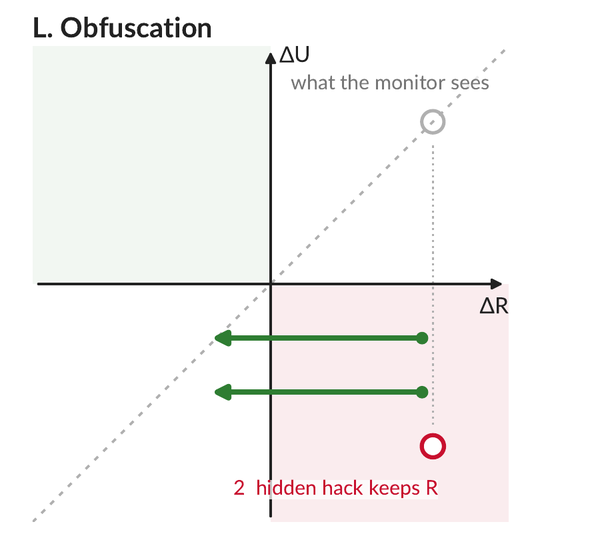 L. Obfuscation
ΔU
what the monitor sees
ΔR
2 hidden hack keeps R